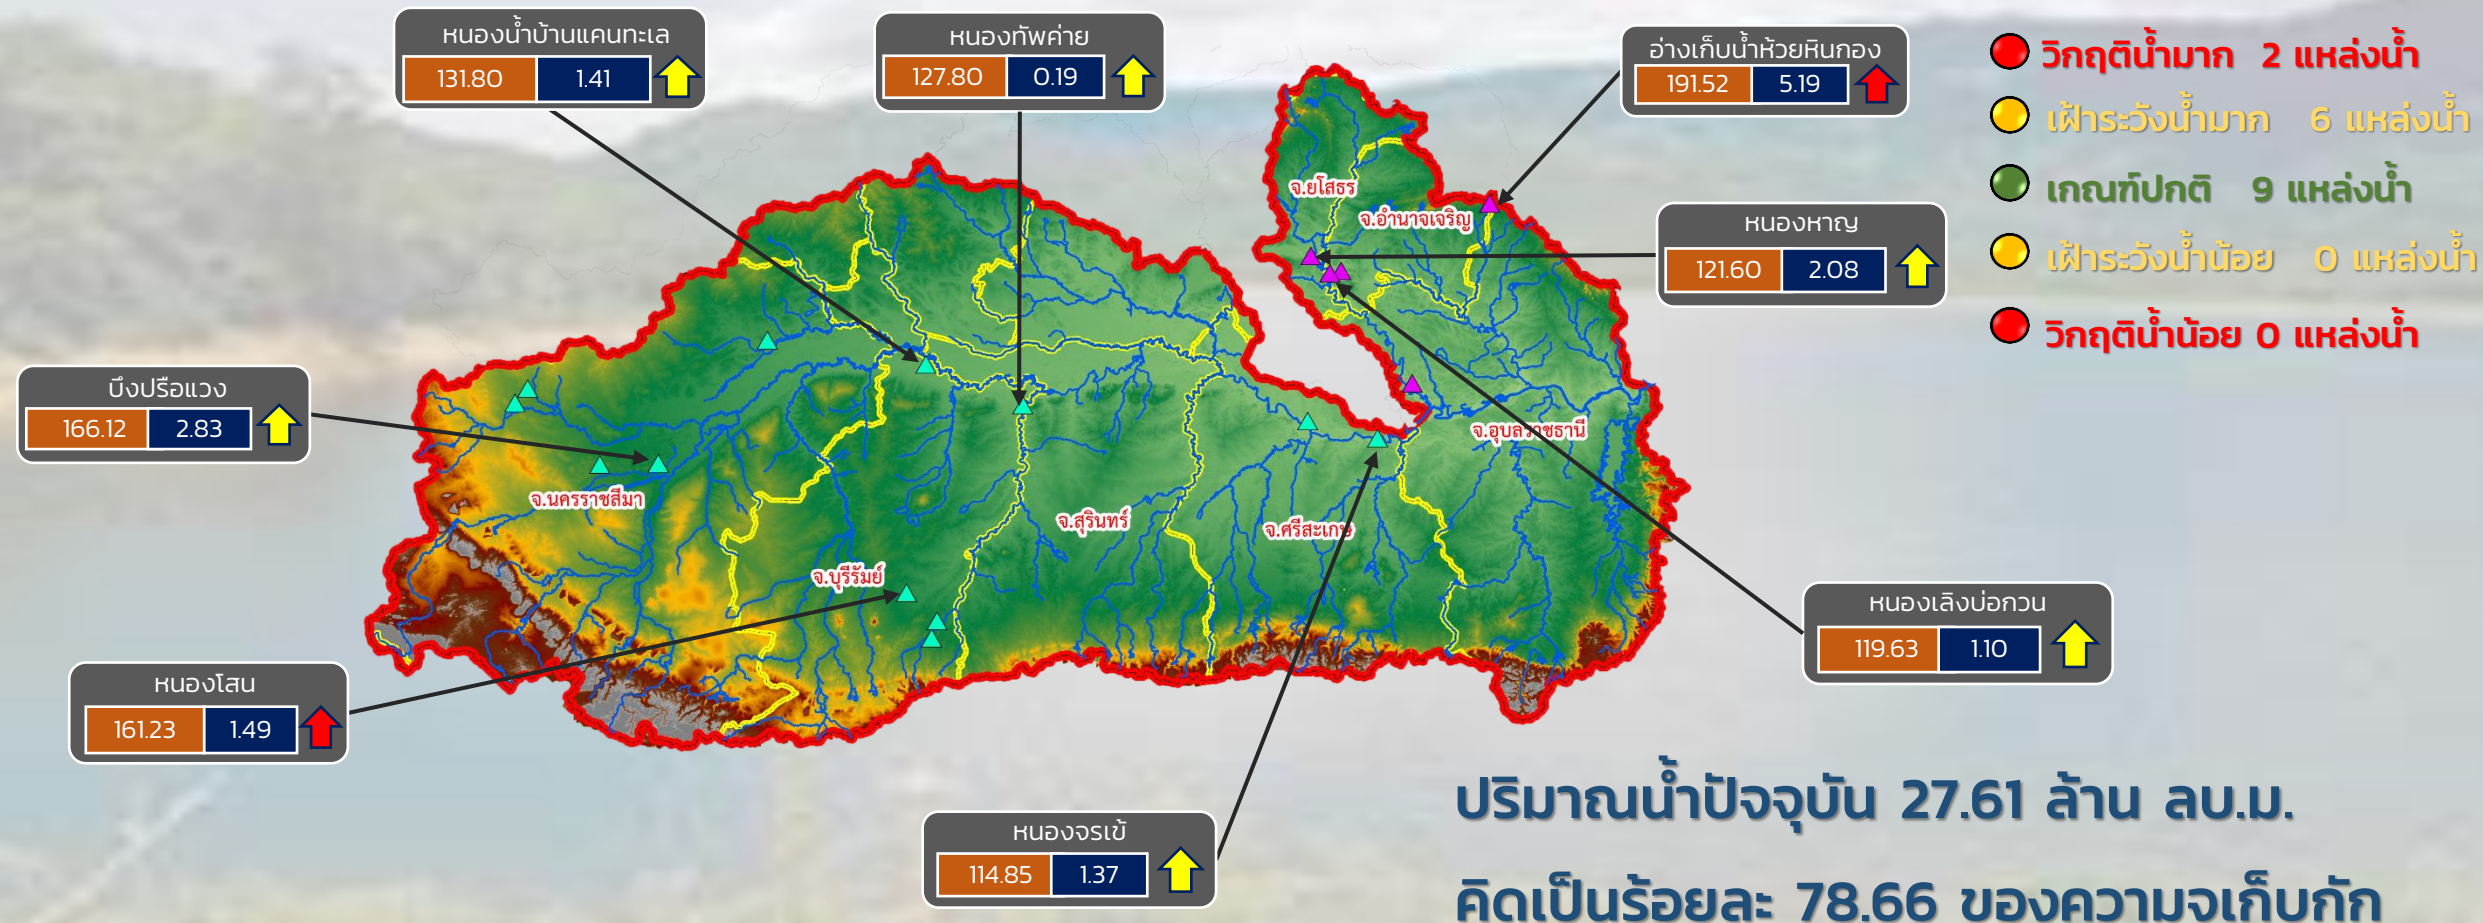 หนองน้ำบ้านแคนทะเล
131.80 1.41
หนองทัพค่าย
127.80 0.19
อ่างเก็บน้ำห้วยหินกอง
191.52 5.19
วิกฤติน้ำมาก 2 แหล่งน้ำ
เฝ้าระวังน้ำมาก 6 แหล่งน้ำ
เกณฑ์ปกติ 9 แหล่งน้ำ
เฝ้าระวังน้ำน้อย 0 แหล่งน้ำ
วิกฤติน้ำน้อย 0 แหล่งน้ำ
จ.ยโสธร
จ.อำนาจเจริญ
หนองหาญ
121.60 2.08
บึงปรือแวง
166.12 2.83
จ.อุบลราชธานี
จ.นครราชสีมา
จ.สุรินทร์
จ.ศรีสะเกษ
จ.บุรีรัมย์
หนองเลิงบ่อกวน
119.63 1.10
หนองโสน
161.23 1.49
หนองจรเข้
114.85 1.37
ปริมาณน้ำปัจจุบัน 27.61 ล้าน ลบ.ม.
คิดเป็นร้อยละ 78.66 ของความจุเก็บกัก